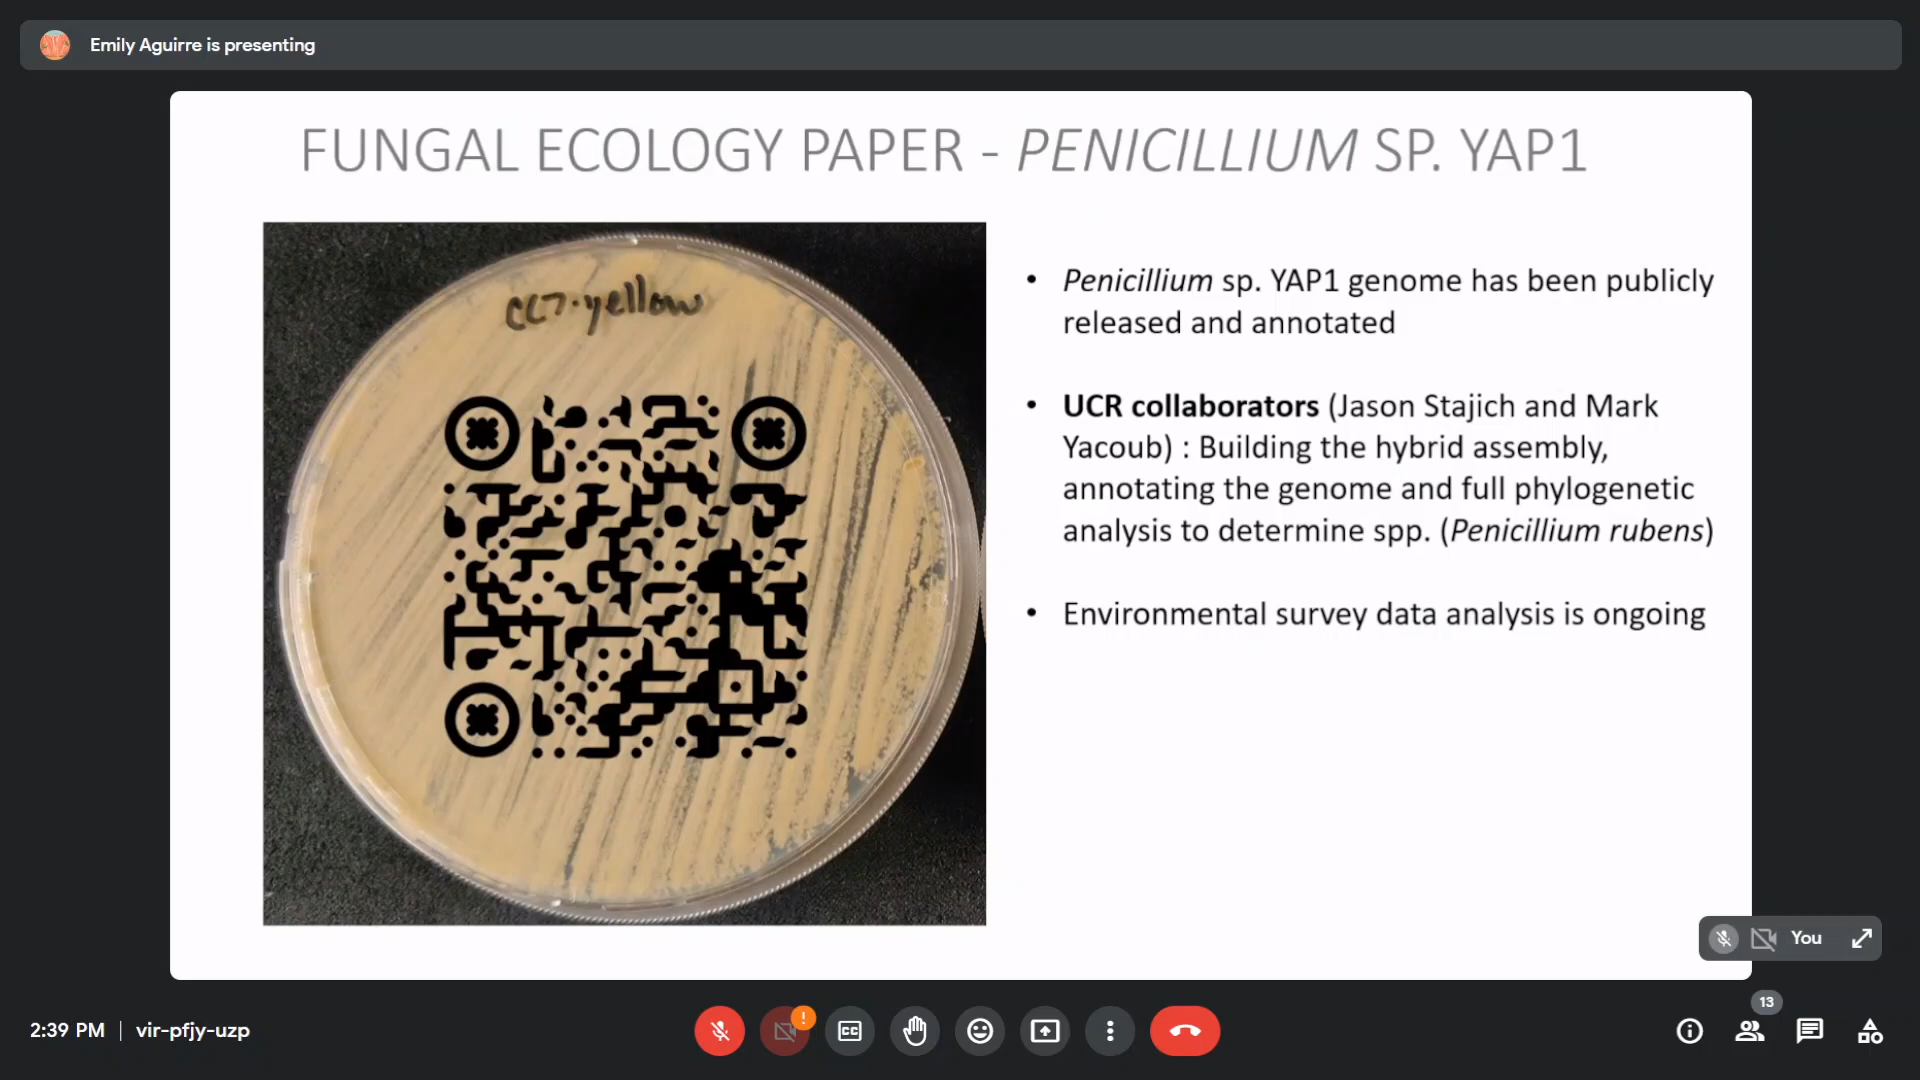 Emily Aguirre is presenting
FUNGAL ECOLOGY PAPER - PENICILLIUM SP. YAP1
CC7·yellow
• Penicillium sp. YAP1 genome has been publicly
released and annotated
• UCR collaborators (Jason Stajich and Mark
Yacoub) : Building the hybrid assembly,
annotating the genome and full phylogenetic
analysis to determine spp. (Penicillium rubens)
• Environmental survey data analysis is ongoing
You
2:39 PM | vir-pfjy-uzp
!
CC
13